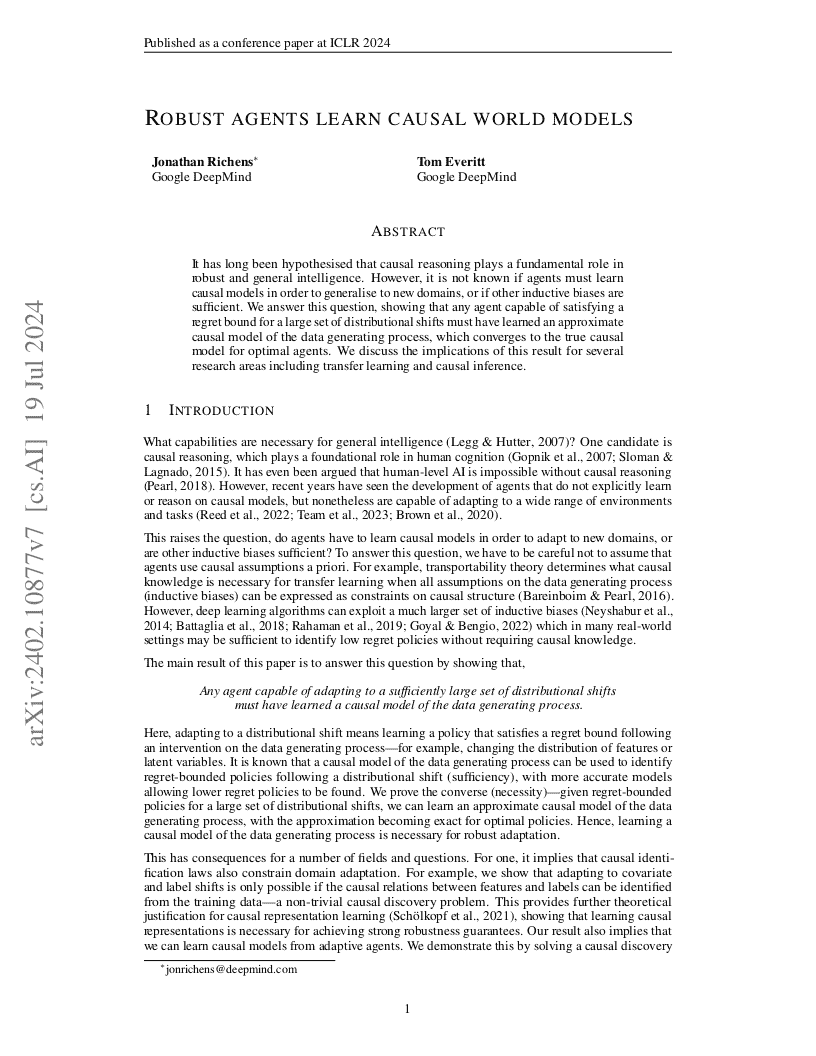 Published as a conference paper at ICLR 2024
ROBUST AGENTS LEARN CAUSAL WORLD MODELS
Jonathan Richens* Tom Everitt
Google DeepMind Google DeepMind
ABSTRACT
It has long been hypothesised that causal reasoning plays a fundamental role in
robust and general intelligence. However, it is not known if agents must learn
causal models in order to generalise to new domains, or if other inductive biases are
sufficient. We answer this question, showing that any agent capable of satisfying a
regret bound for a large set of distributional shifts must have learned an approximate
causal model of the data generating process, which converges to the true causal
model for optimal agents. We discuss the implications of this result for several
research areas including transfer learning and causal inference.
1 INTRODUCTION
What capabilities are necessary for general intelligence (Legg & Hutter, 2007)? One candidate is
causal reasoning, which plays a foundational role in human cognition (Gopnik et al., 2007; Sloman &
Lagnado, 2015). It has even been argued that human-level AI is impossible without causal reasoning
(Pearl, 2018). However, recent years have seen the development of agents that do not explicitly learn
or reason on causal models, but nonetheless are capable of adapting to a wide range of environments
and tasks (Reed et al., 2022; Team et al., 2023; Brown et al., 2020).
This raises the question, do agents have to learn causal models in order to adapt to new domains, or
are other inductive biases sufficient? To answer this question, we have to be careful not to assume that
agents use causal assumptions a priori. For example, transportability theory determines what causal
knowledge is necessary for transfer learning when all assumptions on the data generating process
(inductive biases) can be expressed as constraints on causal structure (Bareinboim & Pearl, 2016).
However, deep learning algorithms can exploit a much larger set of inductive biases (Neyshabur et al.,
2014; Battaglia et al., 2018; Rahaman et al., 2019; Goyal & Bengio, 2022) which in many real-world
settings may be sufficient to identify low regret policies without requiring causal knowledge.
The main result of this paper is to answer this question by showing that,
Any agent capable of adapting to a sufficiently large set of distributional shifts
must have learned a causal model of the data generating process.
Here, adapting to a distributional shift means learning a policy that satisfies a regret bound following
an intervention on the data generating process—for example, changing the distribution of features or
latent variables. It is known that a causal model of the data generating process can be used to identify
regret-bounded policies following a distributional shift (sufficiency), with more accurate models
allowing lower regret policies to be found. We prove the converse (necessity)—given regret-bounded
policies for a large set of distributional shifts, we can learn an approximate causal model of the data
generating process, with the approximation becoming exact for optimal policies. Hence, learning a
causal model of the data generating process is necessary for robust adaptation.
This has consequences for a number of fields and questions. For one, it implies that causal identi-
fication laws also constrain domain adaptation. For example, we show that adapting to covariate
and label shifts is only possible if the causal relations between features and labels can be identified
from the training data—a non-trivial causal discovery problem. This provides further theoretical
justification for causal representation learning (Schölkopf et al., 2021), showing that learning causal
representations is necessary for achieving strong robustness guarantees. Our result also implies that
we can learn causal models from adaptive agents. We demonstrate this by solving a causal discovery
*jonrichens@deepmind.com
1
arXiv:2402.10877v7 [cs.AI] 19 Jul 2024